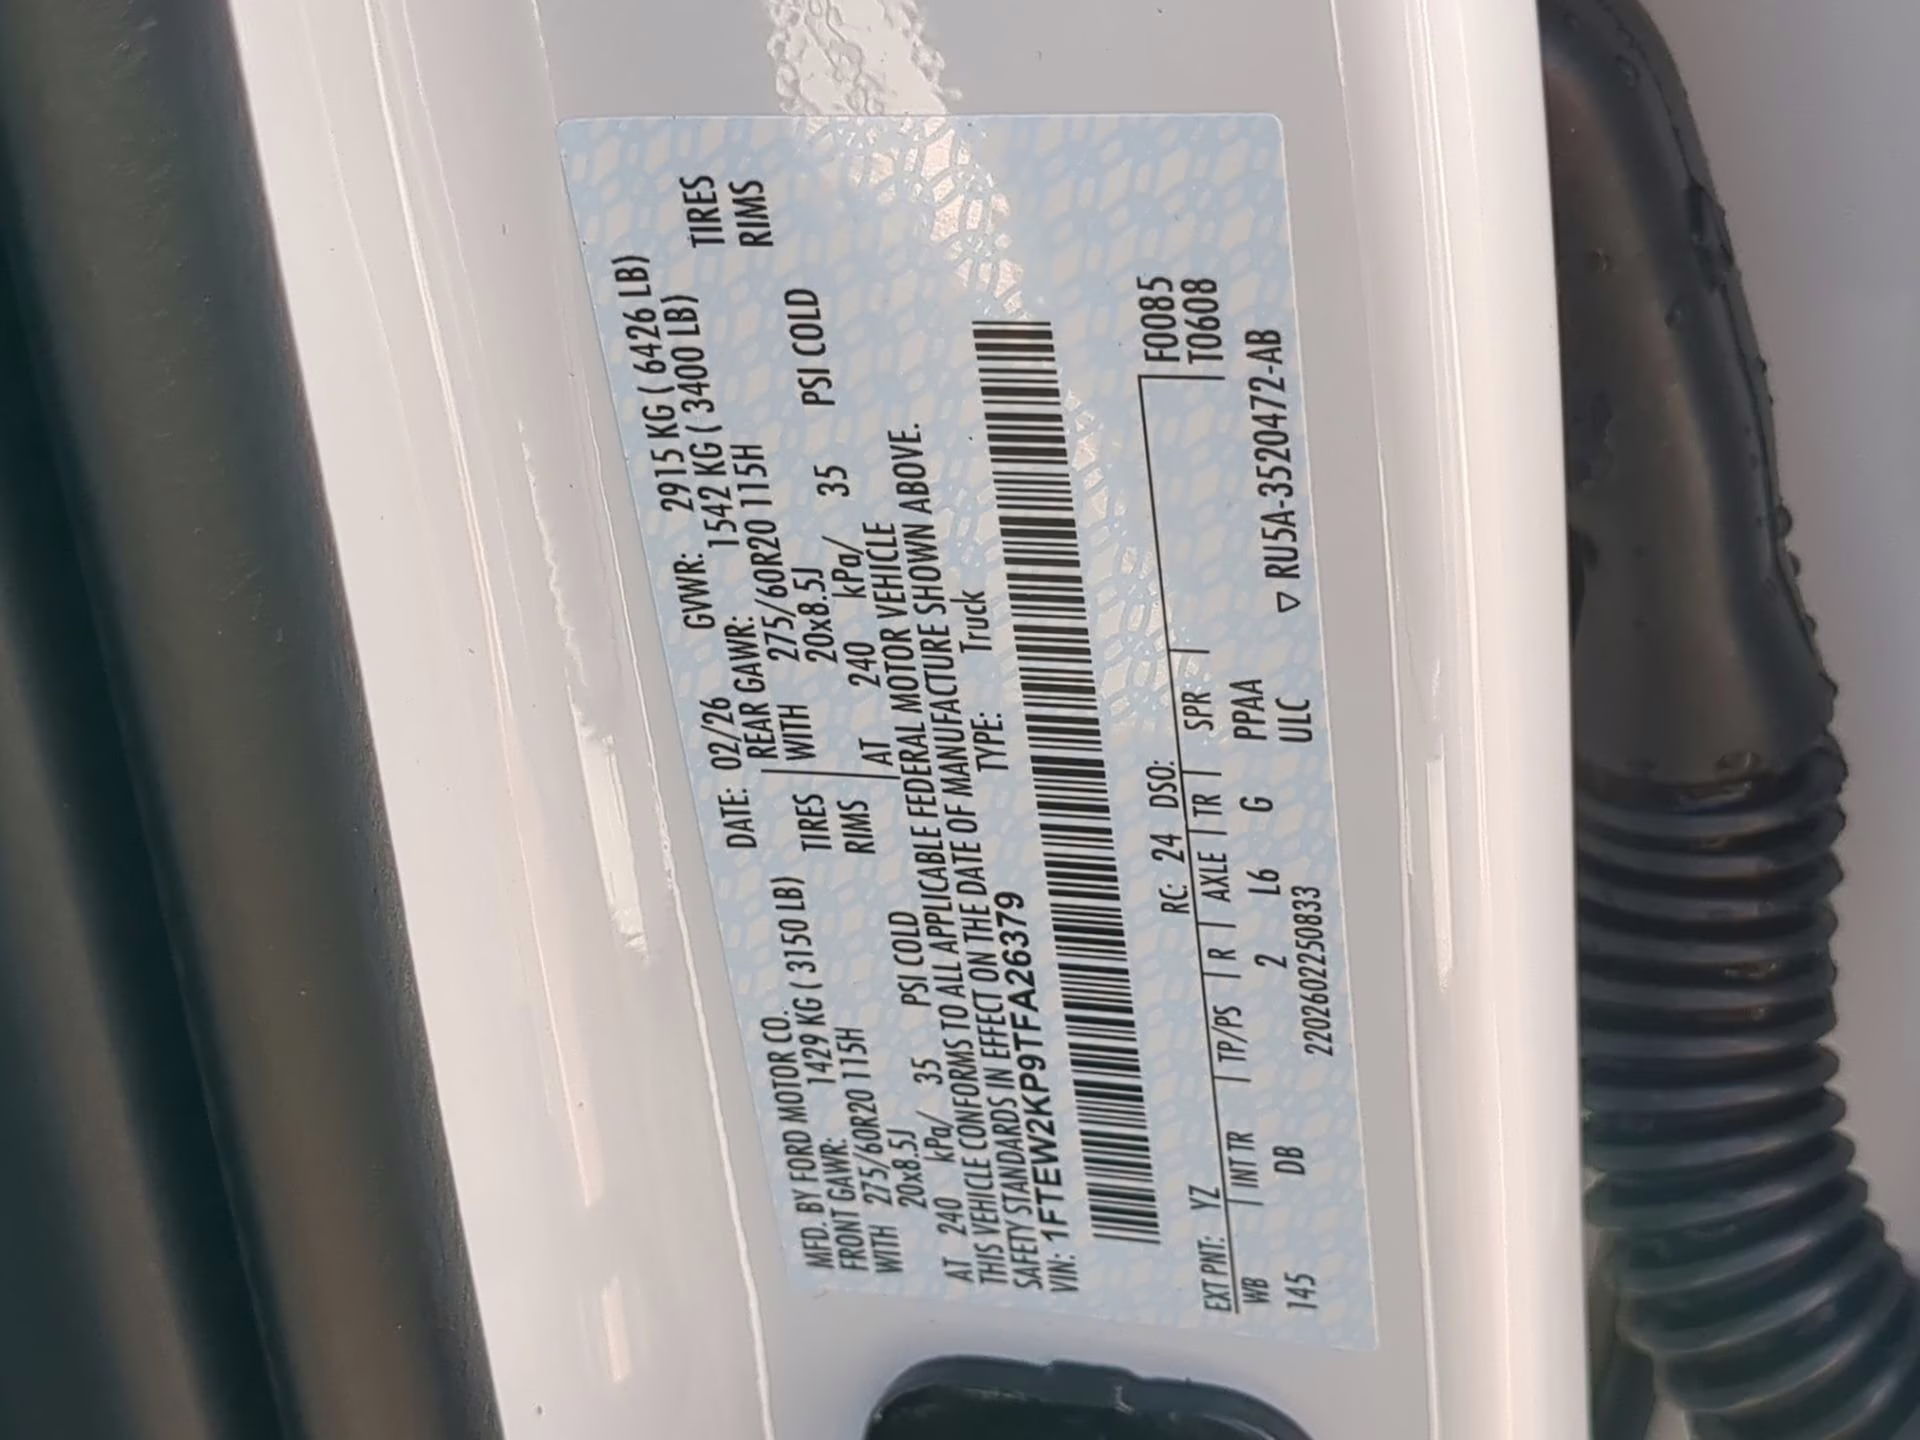 MFD. BY FORD MOTOR CO. DATE: 02/26 GVWR: 2915 KG ( 6426 LB)
FRONT GAWR: 1429 KG ( 3150 LB) REAR GAWR: 1542 KG ( 3400 LB)
WITH 275/60R20 115H TIRES WITH 275/60R20 115H TIRES
20x8.5J RIMS 20x8.5J RIMS
AT 240 kPa/ 35 PSI COLD AT 240 kPa/ 35 PSI COLD
THIS VEHICLE CONFORMS TO ALL APPLICABLE FEDERAL MOTOR VEHICLE
SAFETY STANDARDS IN EFFECT ON THE DATE OF MANUFACTURE SHOWN ABOVE.
VIN: 1FTEW2KP9TFA26379 TYPE: Truck
F0085
EXT PNT: YZ RC: 24 DSO: T0608
WB INT TR TP/PS R AXLE TR SPR
145 DB 2 L6 G PPAA ▽ RU5A-3520472-AB
220260225083​3 ULC